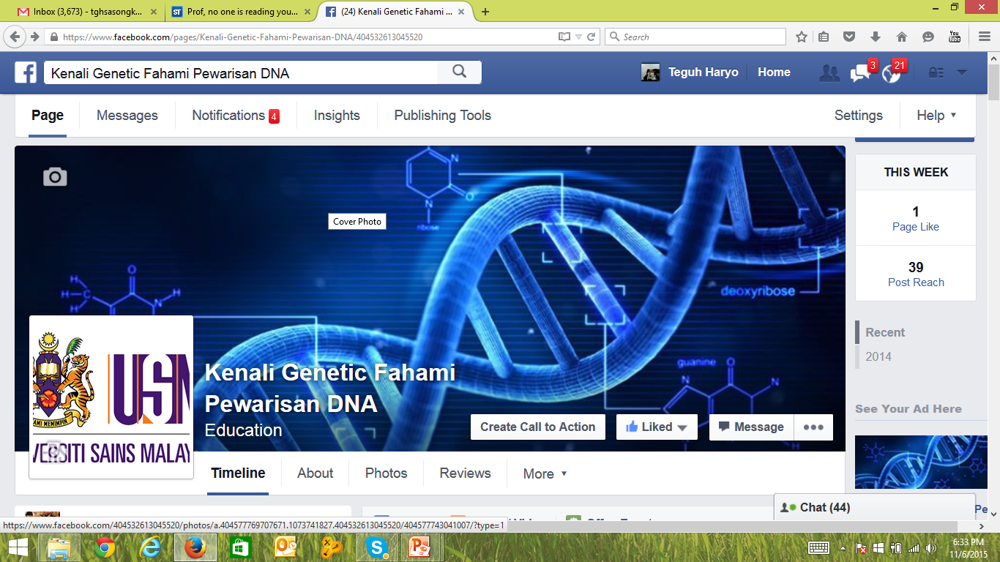 Inbox (3,673) - tghsasongk...
Prof, no one is reading you...
(24) Kenali Genetic Fahami ...
https://www.facebook.com/pages/Kenali-Genetic-Fahami-Pewarisan-DNA/404532613045520
Search
You Tube
Kenali Genetic Fahami Pewarisan DNA
Teguh Haryo
Home
3
21
Page
Messages
Notifications 4
Insights
Publishing Tools
Settings
Help
THIS WEEK
1
Page Like
39
Post Reach
Recent
2014
See Your Ad Here
Cover Photo
N
O
N
ribose
deoxyribose
guanine
O
N
N
H
H
C
H
O
N
H
Kenali Genetic Fahami
Pewarisan DNA
Education
Create Call to Action
Liked
Message
USM
VERSITI SAINS MALAY
Timeline
About
Photos
Reviews
More
Chat (44)
https://www.facebook.com/404532613045520/photos/a.404577769707671.1073741827.404532613045520/404577743041007/?type=1
6:33 PM
11/6/2015